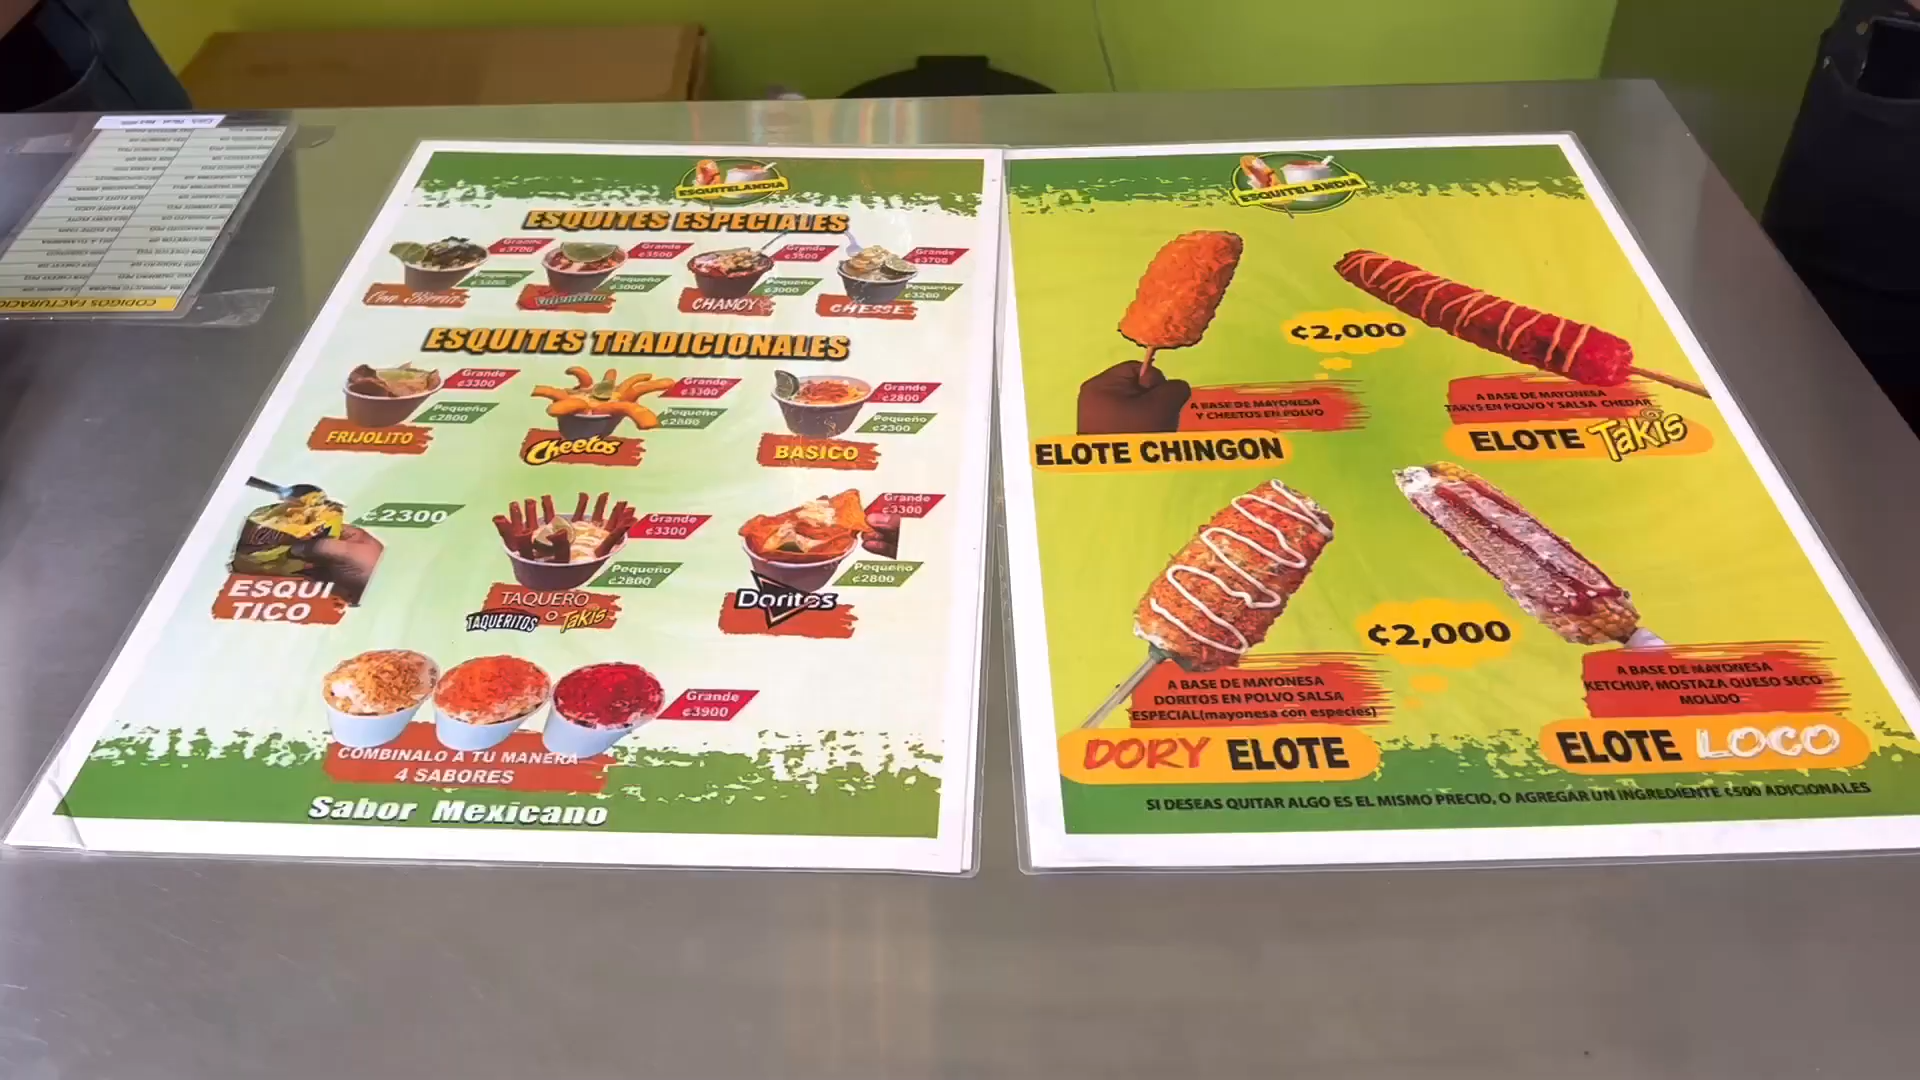 ESQUITELANDIA
ESQUITES ESPECIALES
Grande
¢3700
Pequeño
Con Birria
Grande
¢3500
Pequeño
¢3000
Valentina
Grande
¢3500
Pequeño
¢3000
CHAMOY
Grande
¢3700
Pequeño
¢3200
CHESSE
ESQUITES TRADICIONALES
Grande
¢3300
Pequeño
¢2800
FRIJOLITO
Grande
¢3300
Pequeño
¢2800
Cheetos
Grande
¢2800
Pequeño
¢2300
BASICO
¢2300
ESQUI
TICO
Grande
¢3300
Pequeño
¢2800
TAQUERO
TAQUERITOS O Takis
Grande
¢3300
Pequeño
¢2800
Doritos
Grande
¢3900
COMBINALO A TU MANERA
4 SABORES
Sabor Mexicano
ESQUITELANDIA
¢2,000
A BASE DE MAYONESA
Y CHEETOS EN POLVO
ELOTE CHINGON
A BASE DE MAYONESA
TAKYS EN POLVO Y SALSA CHEDAR
ELOTE Takis
¢2,000
A BASE DE MAYONESA
DORITOS EN POLVO SALSA
ESPECIAL(mayonesa con especies)
DORY ELOTE
A BASE DE MAYONESA
KETCHUP, MOSTAZA QUESO SECO
MOLIDO
ELOTE LOCO
SI DESEAS QUITAR ALGO ES EL MISMO PRECIO, O AGREGAR UN INGREDIENTE ¢500 ADICIONALES
CODIGOS FACTURACIO